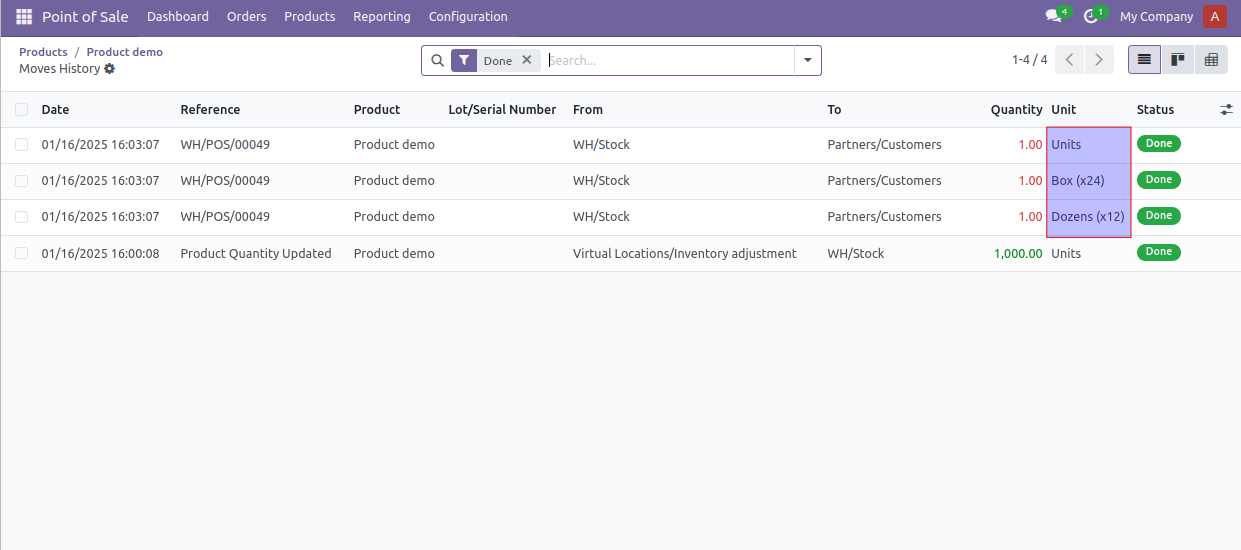 Point of Sale Dashboard Orders Products Reporting Configuration 4 1 My Company A
Products / Product demo
Moves History
Done Search...
1-4 / 4
Date Reference Product Lot/Serial Number From To Quantity Unit Status
01/16/2025 16:03:07 WH/POS/00049 Product demo WH/Stock Partners/Customers 1.00 Units Done
01/16/2025 16:03:07 WH/POS/00049 Product demo WH/Stock Partners/Customers 1.00 Box (x24) Done
01/16/2025 16:03:07 WH/POS/00049 Product demo WH/Stock Partners/Customers 1.00 Dozens (x12) Done
01/16/2025 16:00:08 Product Quantity Updated Product demo Virtual Locations/Inventory adjustment WH/Stock 1,000.00 Units Done